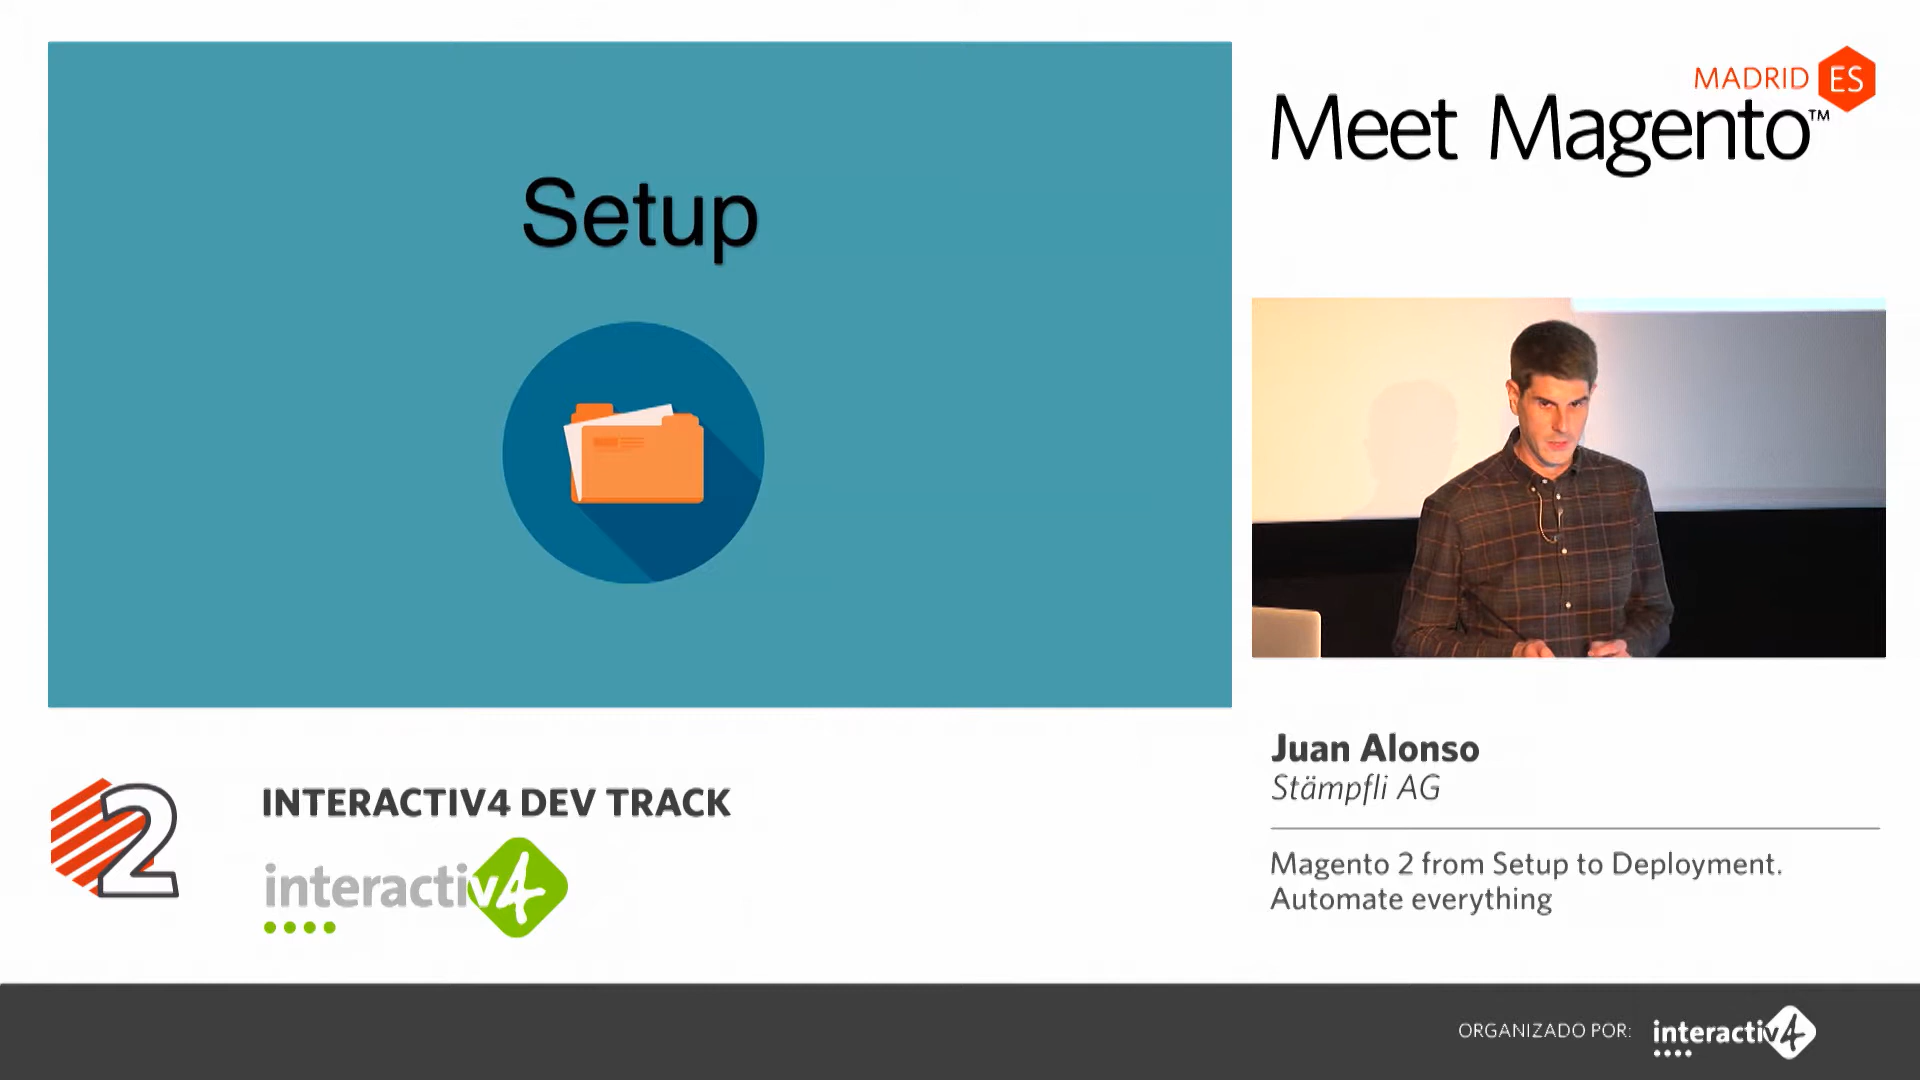 Setup
MADRID ES
Meet Magento™
Juan Alonso
Stämpfli AG
Magento 2 from Setup to Deployment.
Automate everything
2
INTERACTIV4 DEV TRACK
interactiv4
ORGANIZADO POR:
interactiv4